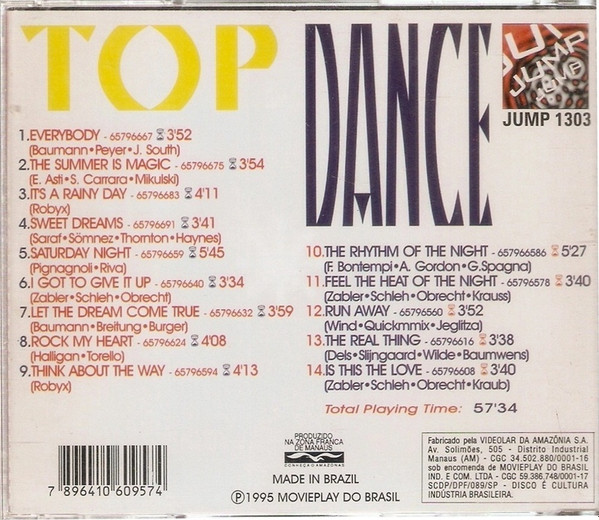 TOP
DANCE
JUMP
JUMP 1303
1.EVERYBODY - 65796667 3'52
(Baumann•Peyer•J. South)
2.THE SUMMER IS MAGIC - 65796675 3'54
(E. Asti•S. Carrara•Mikulski)
3.IT'S A RAINY DAY - 65796683 4'11
(Robyx)
4.SWEET DREAMS - 65796691 3'41
(Saraf•Sömnez•Thornton•Haynes)
5.SATURDAY NIGHT - 65796659 5'45
(Pignagnoli•Riva)
6.I GOT TO GIVE IT UP - 65796640 3'34
(Zabler•Schleh•Obrecht)
7.LET THE DREAM COME TRUE - 65796632 3'59
(Baumann•Breitung•Burger)
8.ROCK MY HEART - 65796624 4'08
(Halligan•Torello)
9.THINK ABOUT THE WAY - 65796594 4'13
(Robyx)
10.THE RHYTHM OF THE NIGHT - 657966586 5'27
(F. Bontempi•A. Gordon•G.Spagna)
11.FEEL THE HEAT OF THE NIGHT - 65796578 3'40
(Zabler•Schleh•Obrecht•Krauss)
12.RUN AWAY - 65796560 3'52
(Wind•Quickmmix•Jeglitza)
13.THE REAL THING - 65796616 3'38
(Dels•Slijngaard•Wilde•Baumwens)
14.IS THIS THE LOVE - 65796608 3'40
(Zabler•Schleh•Obrecht•Kraub)
Total Playing Time: 57'34
7 896410 609574
PRODUZIDO
NA ZONA FRANCA
DE MANAUS
CONHEÇA O AMAZONAS
MADE IN BRAZIL
Ⓟ1995 MOVIEPLAY DO BRASIL
Fabricado pela VIDEOLAR DA AMAZÔNIA S.A.
Av. Solimões, 505 - Distrito Industrial
Manaus (AM) - CGC 34.502.880/0001-16
sob encomenda de MOVIEPLAY DO BRASIL
IND. E COM. LTDA - CGC 59.386,748/0001-17
SCDP/DPF/089/SP - DISCO É CULTURA
INDÚSTRIA BRASILEIRA.